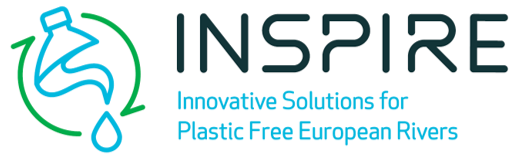 INSPIRE
Innovative Solutions for
Plastic Free European Rivers